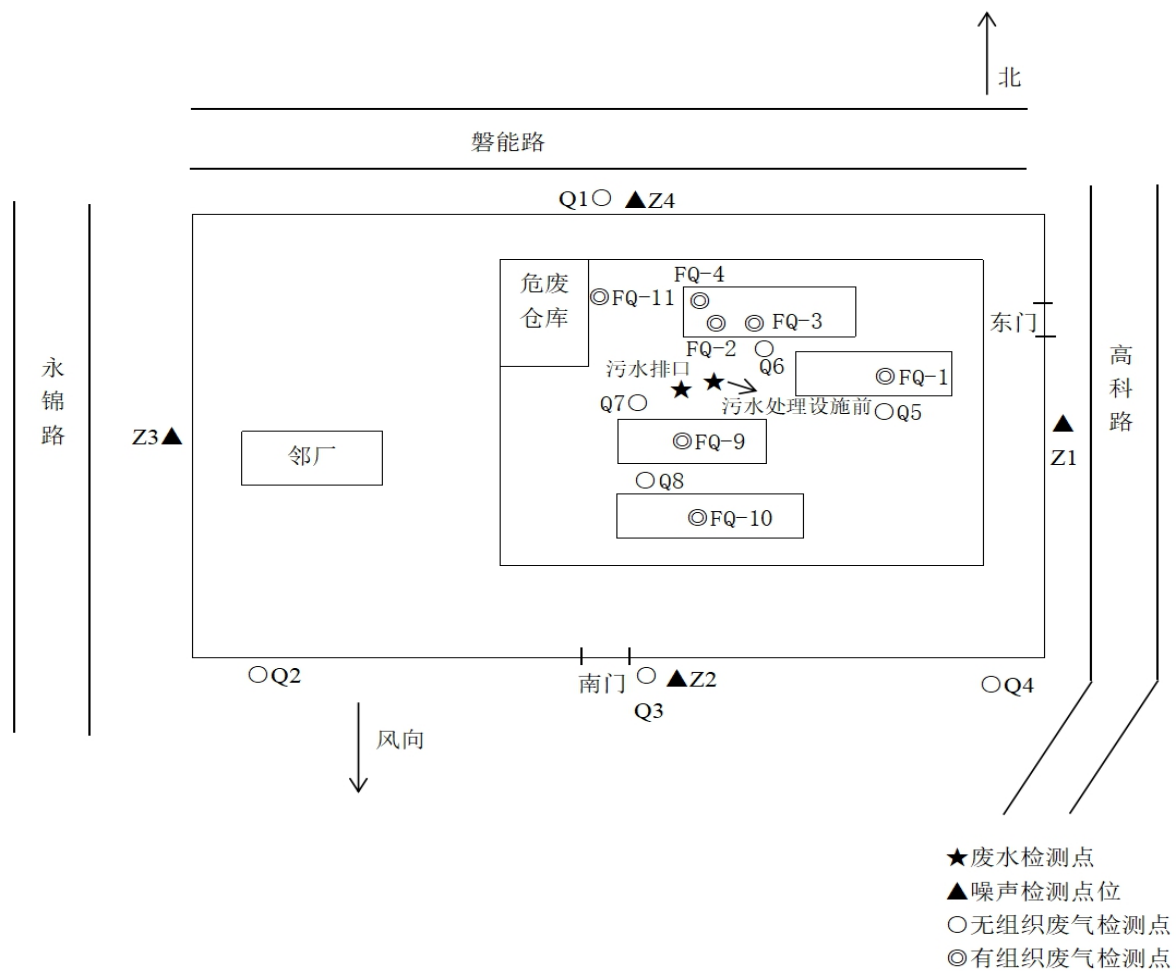 北
磐能路
Q1○ ▲Z4
危废
仓库
FQ-4
◎FQ-11
FQ-3
东门
FQ-2
Q6
永锦路
高科路
污水排口
FQ-1
Q7○
污水处理设施前
○Q5
Z3▲
邻厂
◎FQ-9
Z1
○Q8
◎FQ-10
○Q2
南门
▲Z2
○Q4
Q3
风向
★废水检测点
▲噪声检测点位
○无组织废气检测点
◎有组织废气检测点